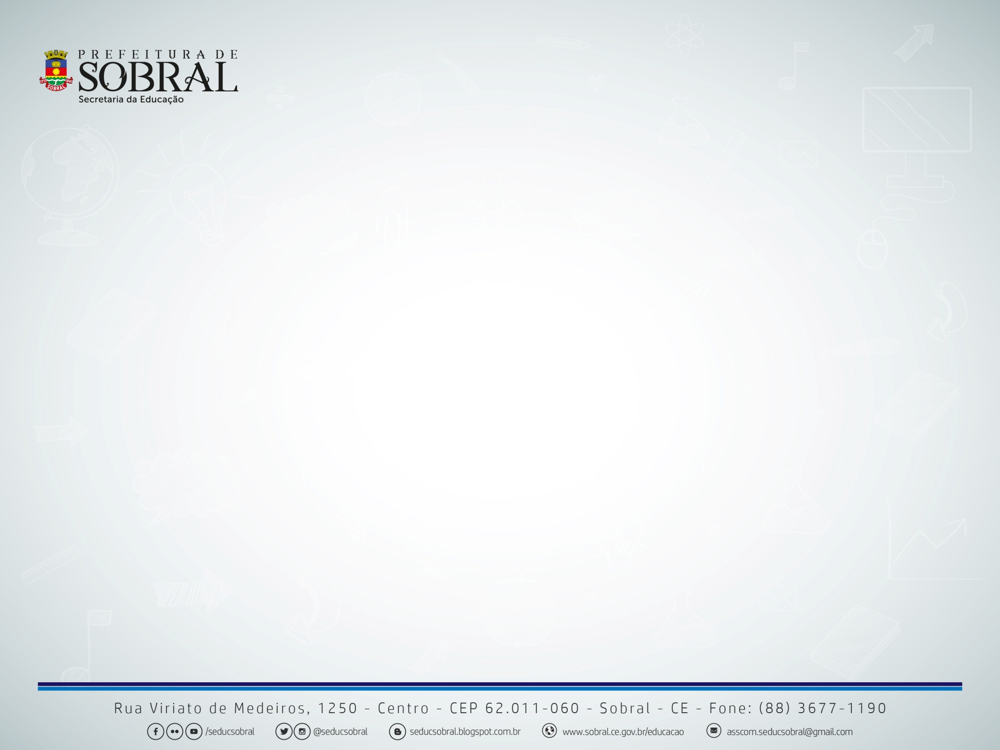 PREFEITURA DE
SOBRAL
Secretaria da Educação
1773 1841
SOBRAL
Rua Viriato de Medeiros, 1250 - Centro - CEP 62.011-060 - Sobral - CE - Fone: (88) 3677-1190
/seducsobral @seducsobral seducsobral.blogspot.com.br www.sobral.ce.gov.br/educacao asscom.seducsobral@gmail.com